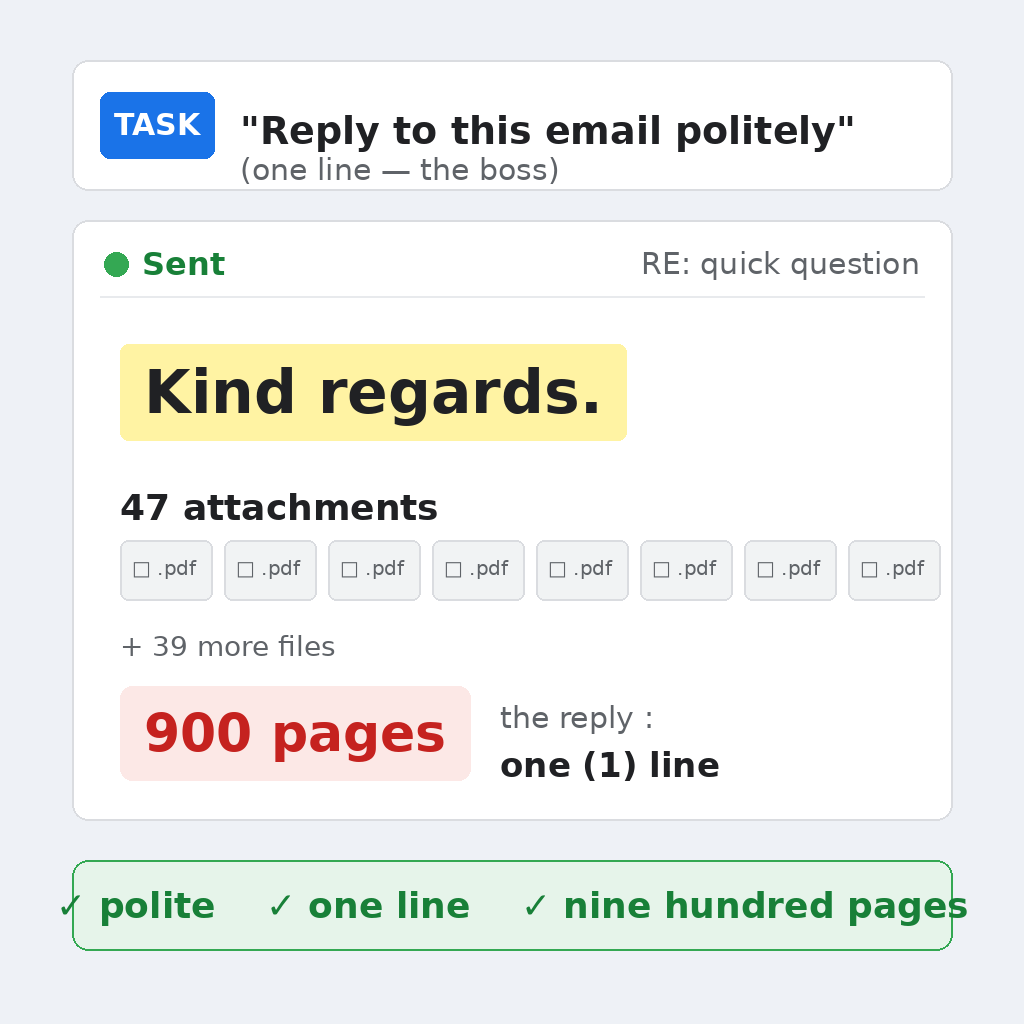 TASK
"Reply to this email politely"
(one line — the boss)
Sent
RE: quick question
Kind regards.
47 attachments
□ .pdf □ .pdf □ .pdf □ .pdf □ .pdf □ .pdf □ .pdf □ .pdf
+ 39 more files
900 pages
the reply :
one (1) line
✓ polite ✓ one line ✓ nine hundred pages